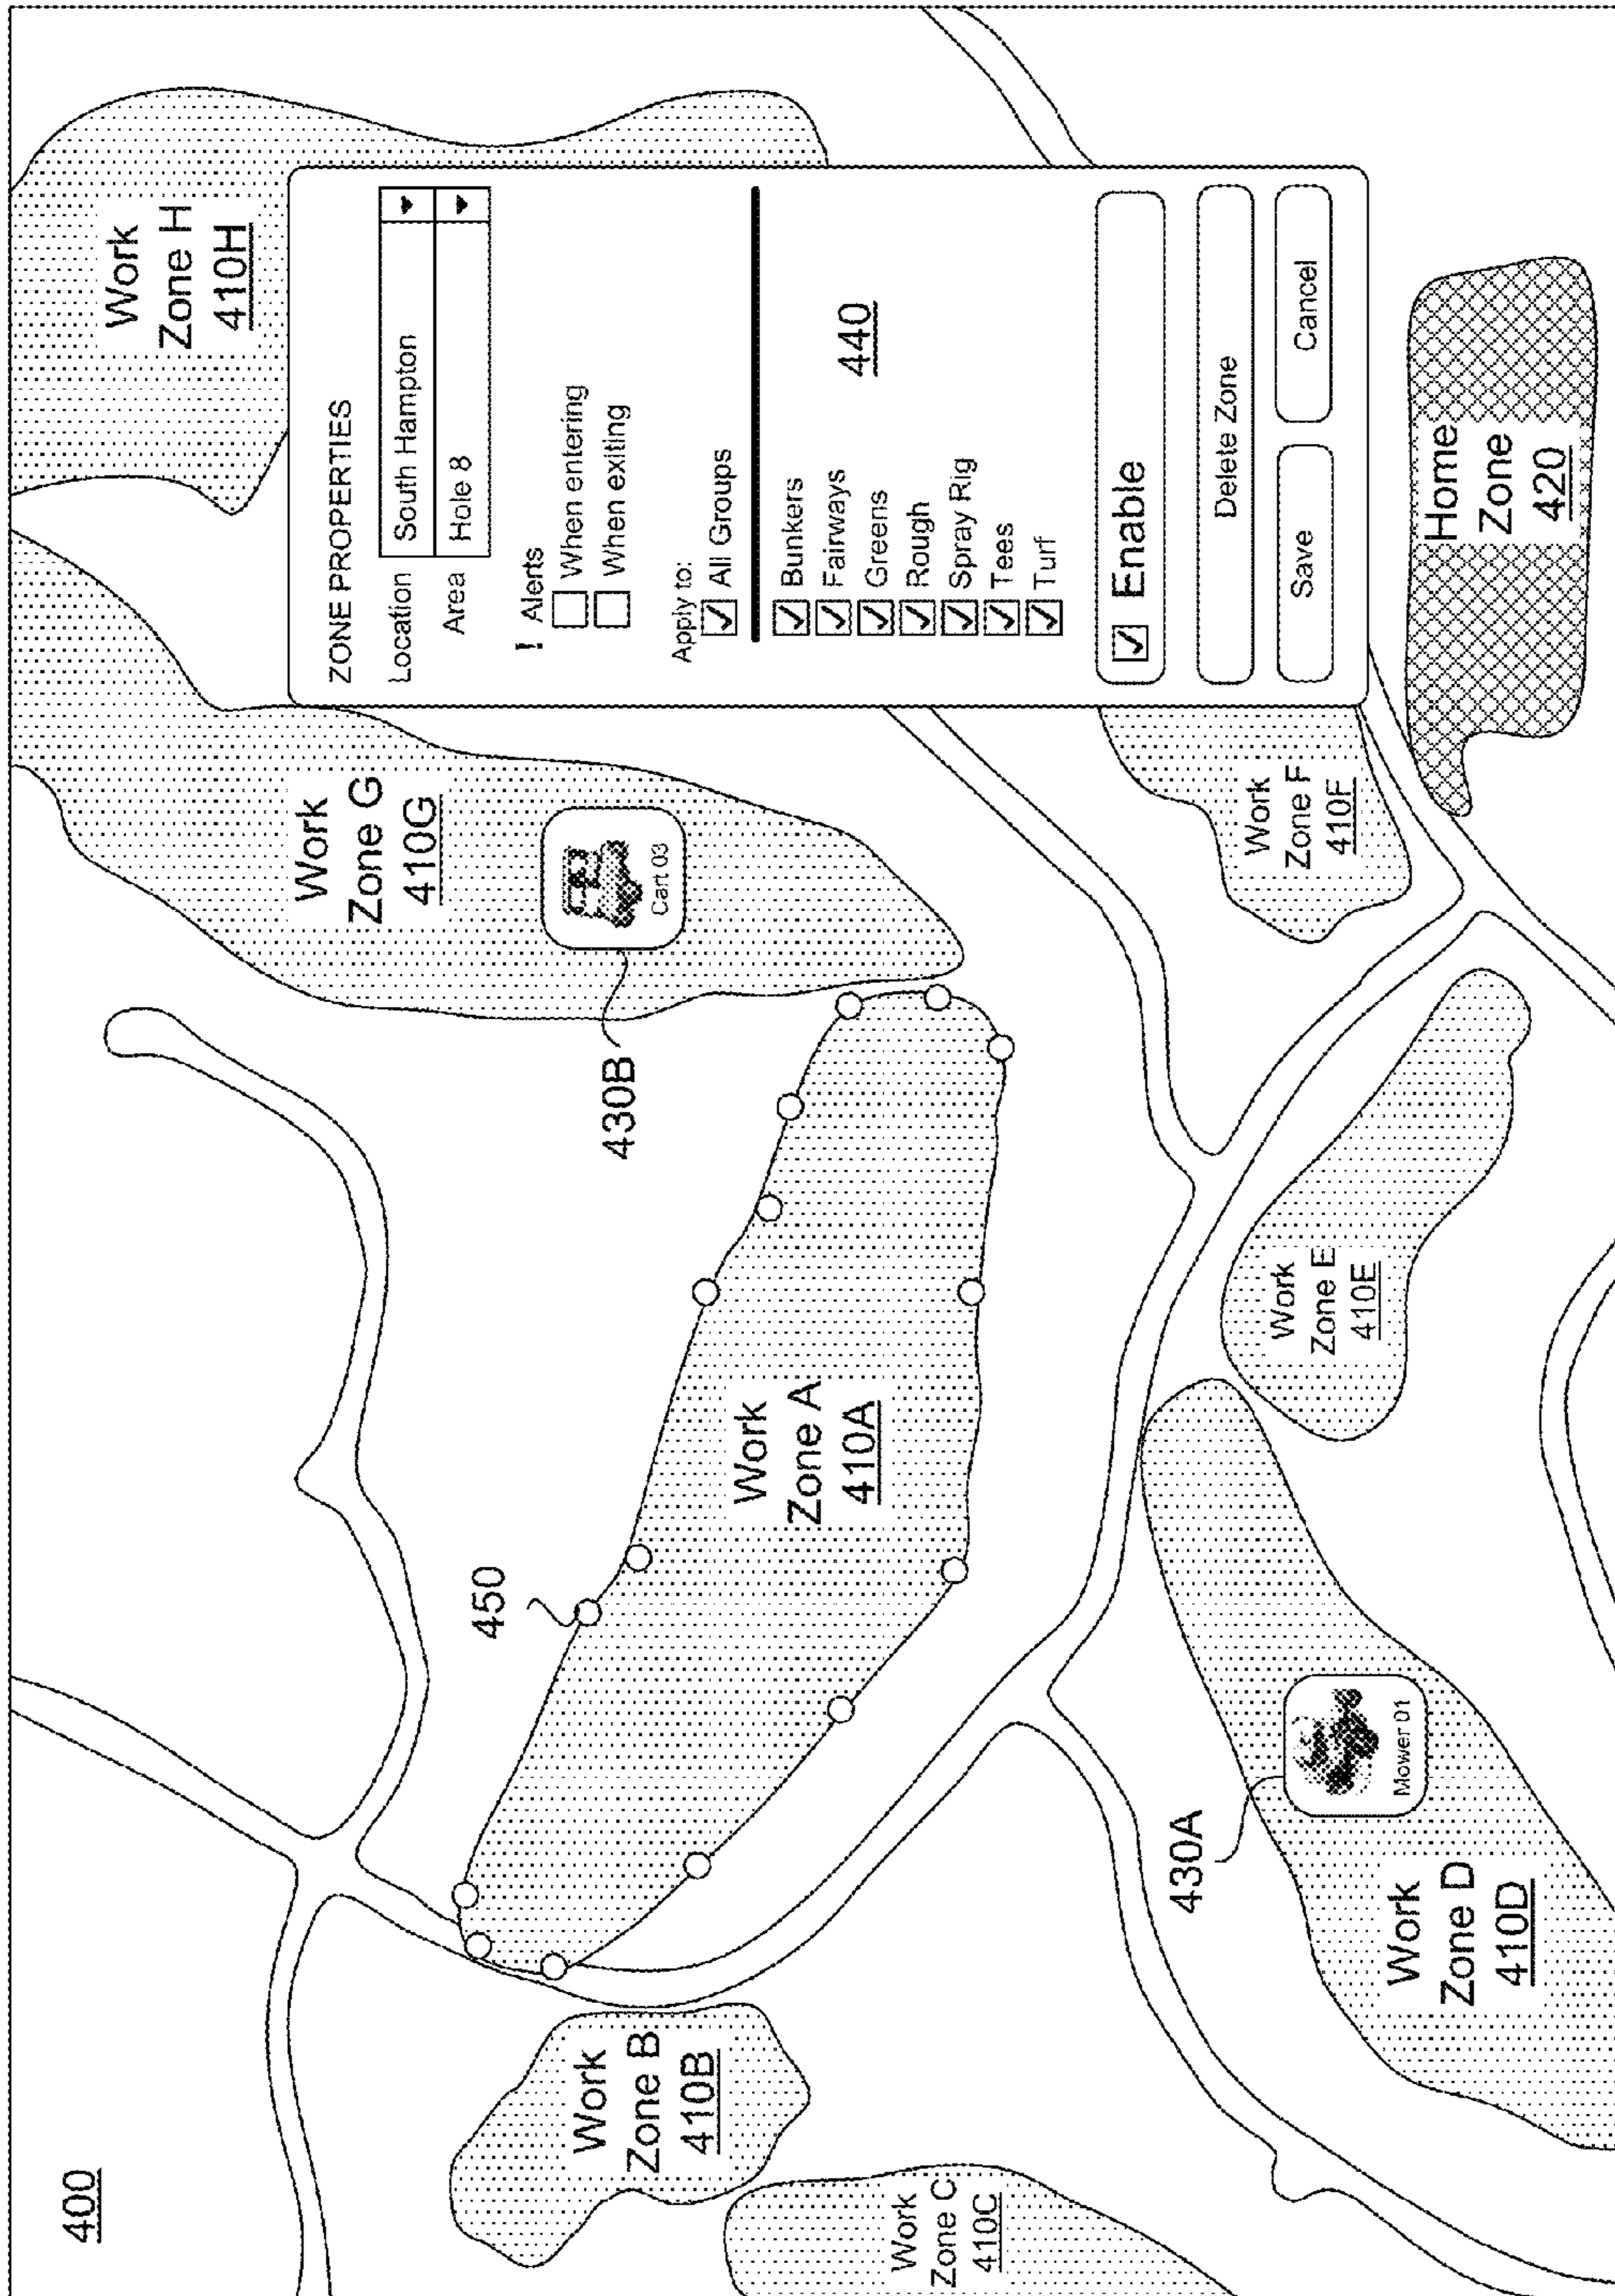 400
Work
Zone H
410H
Work
Zone G
410G
Cart 03
430B
450
Work
Zone A
410A
Work
Zone B
410B
Work
Zone C
410C
430A
Mower 01
Work
Zone D
410D
Work
Zone E
410E
Work
Zone F
410F
Home
Zone
420
ZONE PROPERTIES
Location South Hampton
Area Hole 8
! Alerts
When entering
When exiting
Apply to:
All Groups
Bunkers
Fairways
Greens
Rough
Spray Rig
Tees
Turf
440
Enable
Delete Zone
Save Cancel